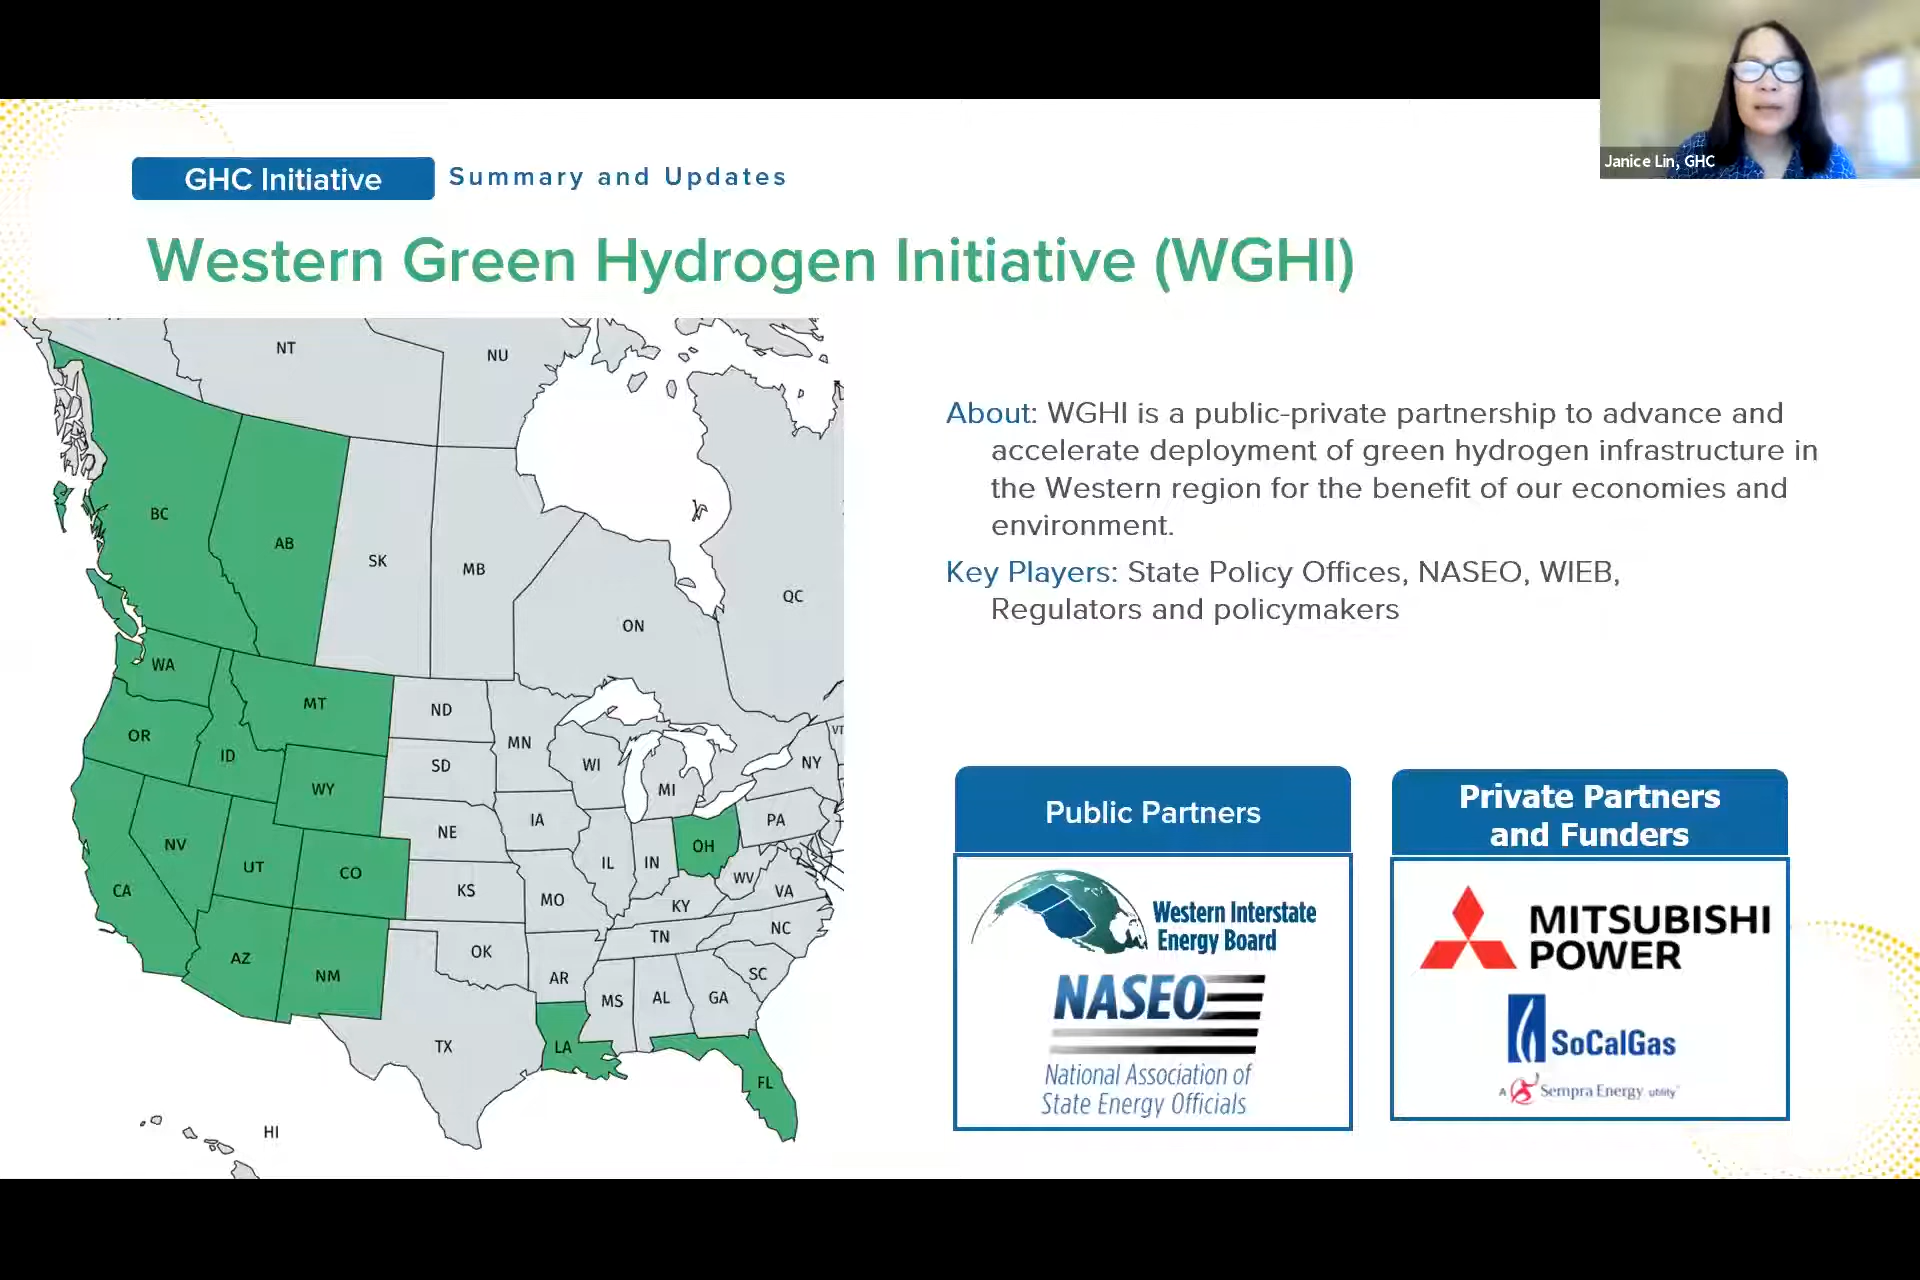 Janice Lin, GHC
GHC Initiative
Summary and Updates
Western Green Hydrogen Initiative (WGHI)
NT
NU
BC
AB
SK
MB
ON
QC
WA
MT
ND
MN
OR
ID
WY
SD
WI
MI
NY
VT
NE
IA
PA
OH
NV
UT
CO
CA
KS
MO
IL
IN
WV
VA
KY
NC
TN
AZ
NM
OK
AR
SC
MS
AL
GA
TX
LA
FL
HI
About: WGHI is a public-private partnership to advance and
accelerate deployment of green hydrogen infrastructure in
the Western region for the benefit of our economies and
environment.
Key Players: State Policy Offices, NASEO, WIEB,
Regulators and policymakers
Public Partners
Western Interstate
Energy Board
NASEO
National Association of
State Energy Officials
Private Partners
and Funders
MITSUBISHI
POWER
SoCalGas
A Sempra Energy utility